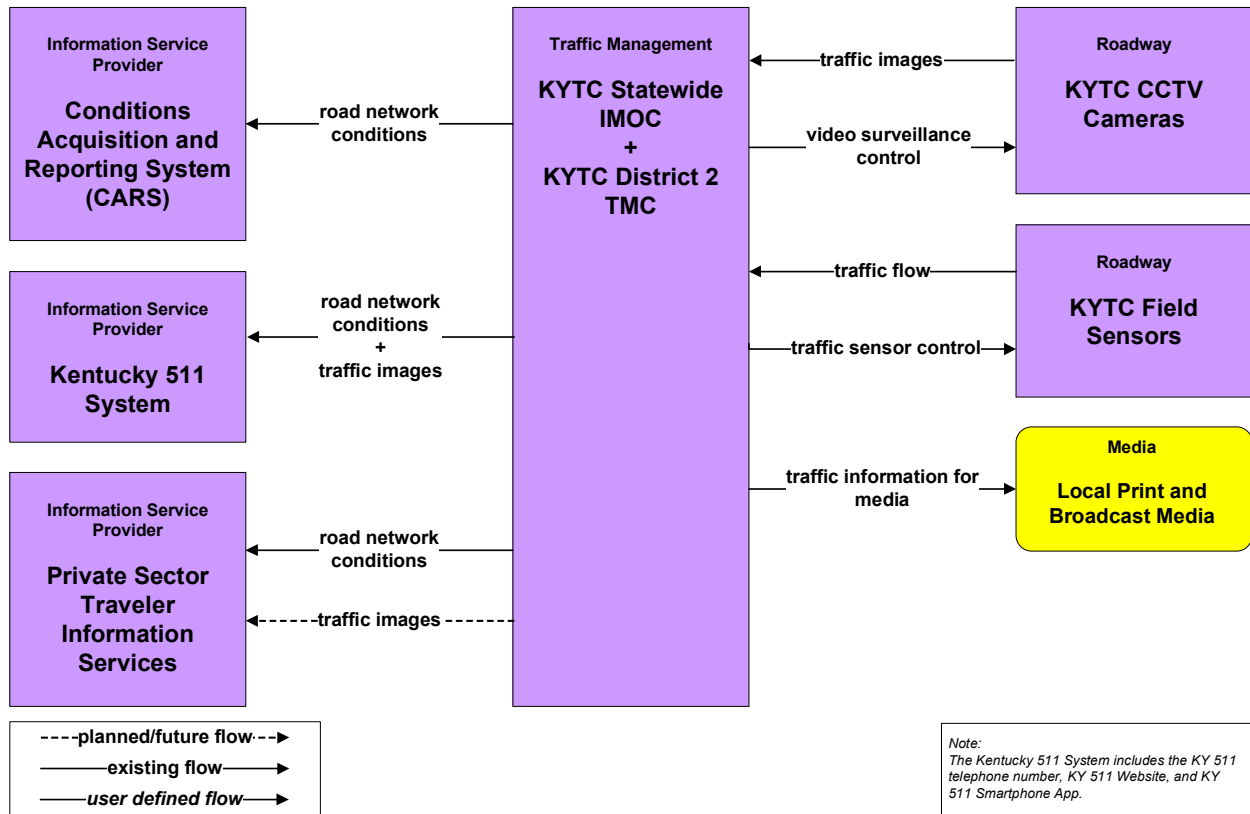 Information Service
Provider
Conditions
Acquisition and
Reporting System
(CARS)
road network
conditions
Information Service
Provider
Kentucky 511
System
road network
conditions
+
traffic images
Information Service
Provider
Private Sector
Traveler
Information
Services
road network
conditions
traffic images
Traffic Management
KYTC Statewide
IMOC
+
KYTC District 2
TMC
traffic images
video surveillance
control
Roadway
KYTC CCTV
Cameras
traffic flow
traffic sensor control
Roadway
KYTC Field
Sensors
traffic information for
media
Media
Local Print and
Broadcast Media
planned/future flow
existing flow
user defined flow
Note:
The Kentucky 511 System includes the KY 511
telephone number, KY 511 Website, and KY
511 Smartphone App.